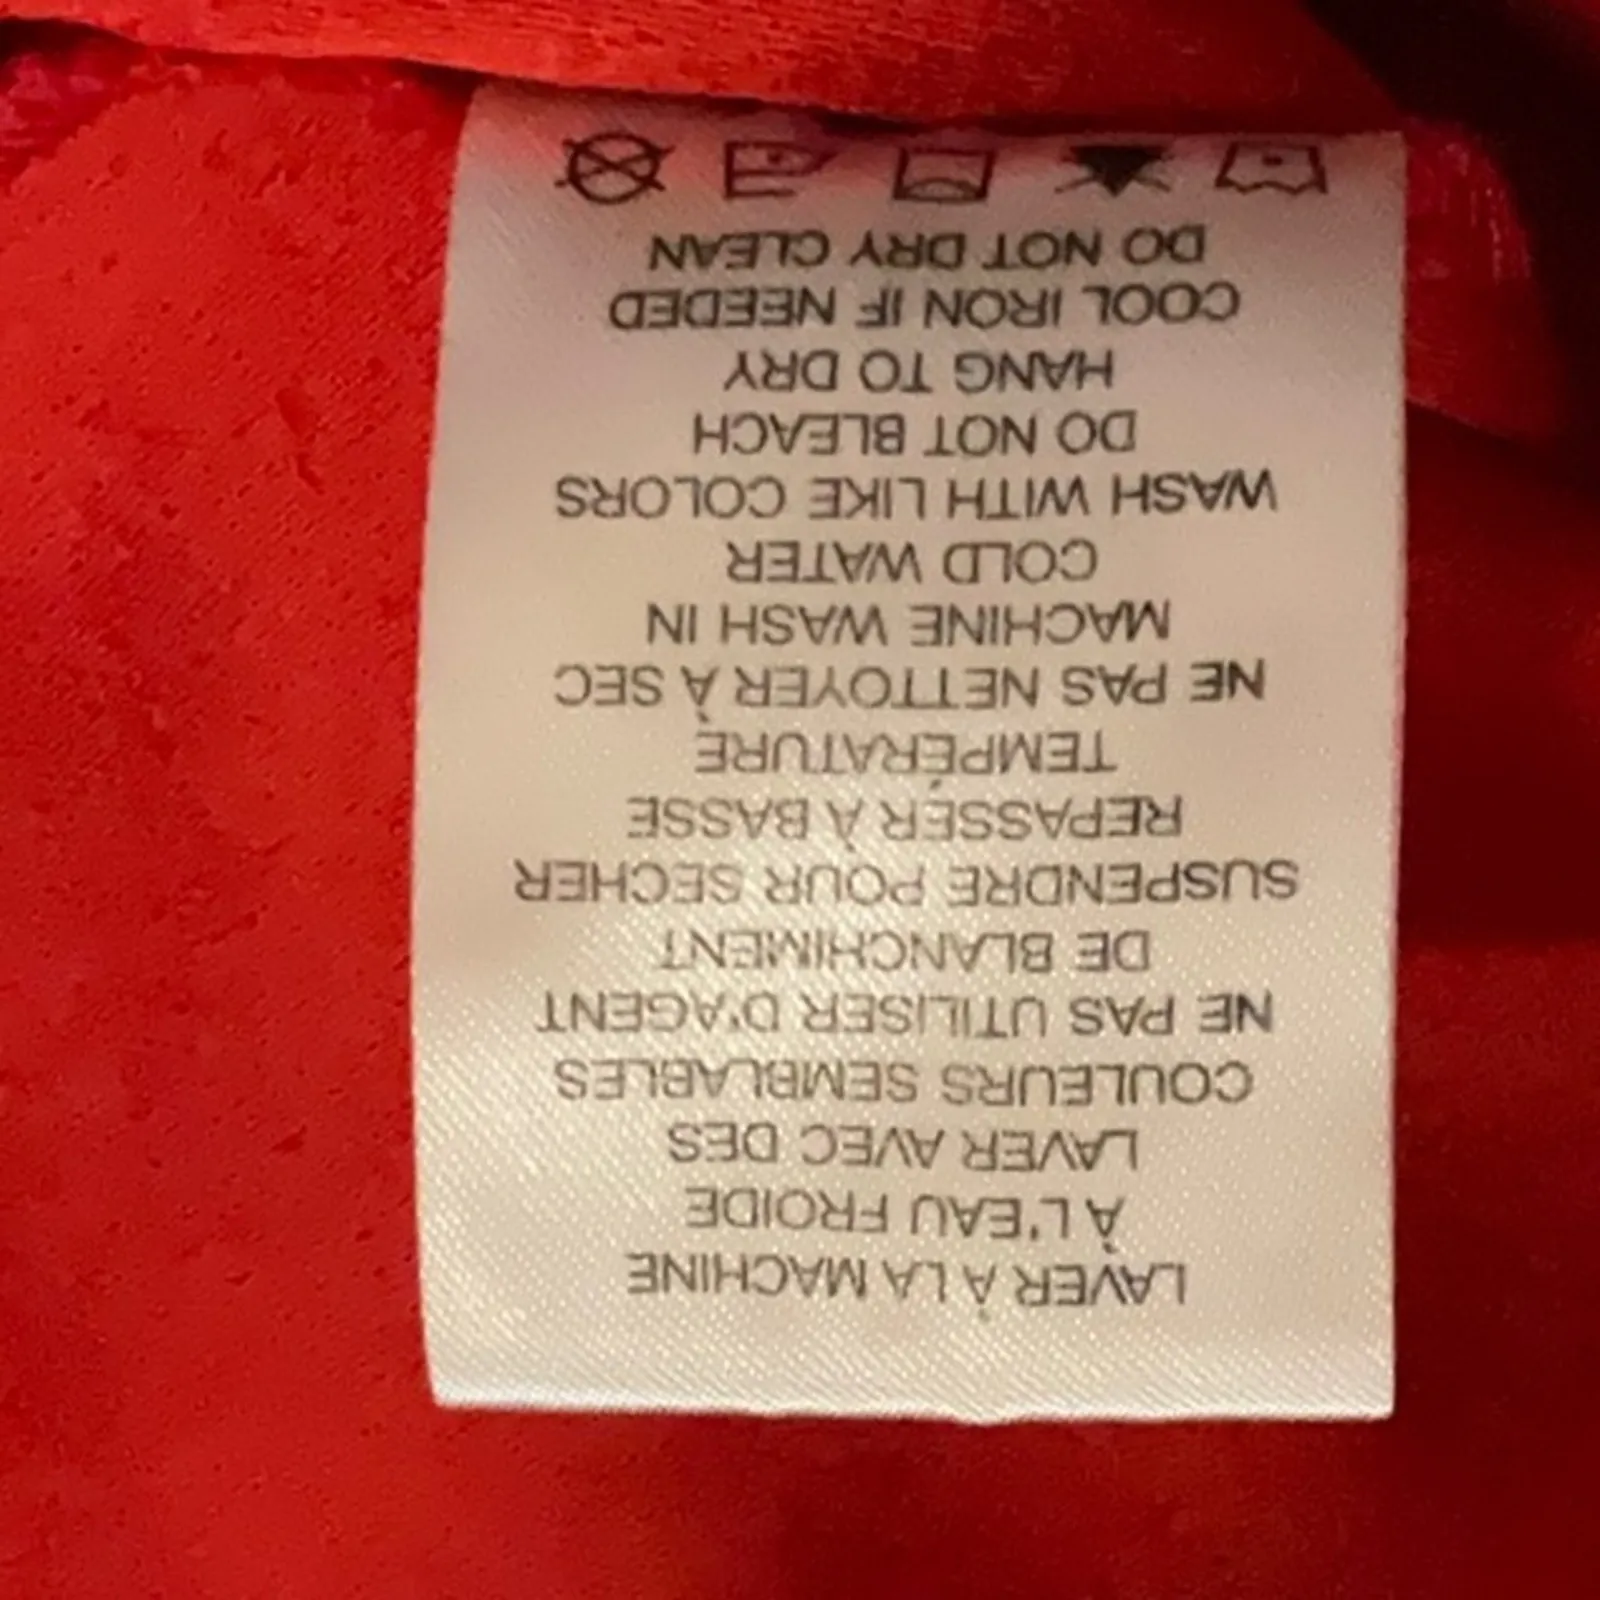 LAVER À LA MACHINE
À L'EAU FROIDE
LAVER AVEC DES
COULEURS SEMBLABLES
NE PAS UTILISER D'AGENT
DE BLANCHIMENT
SUSPENDRE POUR SECHER
REPASSER À BASSE
TEMPÉRATURE
NE PAS NETTOYER À SEC
MACHINE WASH IN
COLD WATER
WASH WITH LIKE COLORS
DO NOT BLEACH
HANG TO DRY
COOL IRON IF NEEDED
DO NOT DRY CLEAN